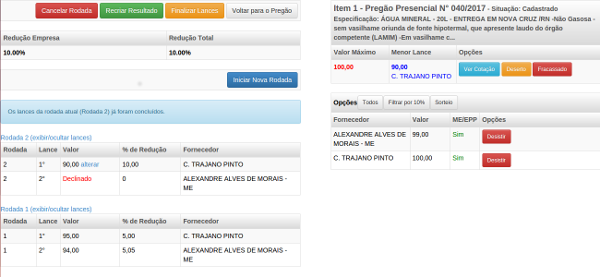 Cancelar Rodada Recriar Resultado Finalizar Lances Voltar para o Pregão
Redução Empresa Redução Total
10.00% 10.00%
Iniciar Nova Rodada
Os lances da rodada atual (Rodada 2) já foram concluídos.
Rodada 2 (exibir/ocultar lances)
Rodada Lance Valor % de Redução Fornecedor
2 1° 90,00 alterar 10,00 C. TRAJANO PINTO
2 2° Declinado 0 ALEXANDRE ALVES DE MORAIS -
ME
Rodada 1 (exibir/ocultar lances)
Rodada Lance Valor % de Redução Fornecedor
1 1° 95,00 5,00 C. TRAJANO PINTO
1 2° 94,00 5,05 ALEXANDRE ALVES DE MORAIS -
ME
Item 1 - Pregão Presencial N° 040/2017 - Situação: Cadastrado
Especificação: ÁGUA MINERAL - 20L - ENTREGA EM NOVA CRUZ /RN -Não Gasosa -
sem vasilhame oriunda de fonte hipotermal, que apresente laudo do órgão
competente (LAMIM) -Em vasilhame c...
Valor Máximo Menor Lance Opções
100,00 90,00 Ver Cotação Deserto Fracassado
C. TRAJANO PINTO
Opções Todos Filtrar por 10% Sorteio
Fornecedor Valor ME/EPP Opções
ALEXANDRE ALVES DE 99,00 Sim Desistir
MORAIS - ME
C. TRAJANO PINTO 100,00 Sim Desistir